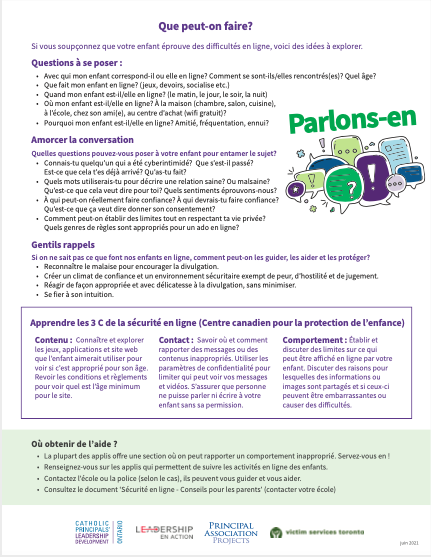 Que peut-on faire?
Si vous soupçonnez que votre enfant éprouve des difficultés en ligne, voici des idées à explorer.
Questions à se poser :
• Avec qui mon enfant correspond-il ou elle en ligne? Comment se sont-ils/elles rencontrés(es)? Quel âge?
• Que fait mon enfant en ligne? (jeux, devoirs, socialise etc.)
• Quand mon enfant est-il/elle en ligne? (le matin, le jour, le soir, la nuit)
• Où mon enfant est-il/elle en ligne? À la maison (chambre, salon, cuisine),
à l'école, chez son ami(e), au centre d'achat (wifi gratuit)?
• Pourquoi mon enfant est-il/elle en ligne? Amitié, fréquentation, ennui?
Parlons-en
Amorcer la conversation
Quelles questions pouvez-vous poser à votre enfant pour entamer le sujet?
• Connais-tu quelqu'un qui a été cyberintimidé? Que s'est-il passé?
Est-ce que cela t'es déjà arrivé? Qu'as-tu fait?
• Quels mots utiliserais-tu pour décrire une relation saine? Ou malsaine?
Qu'est-ce que cela veut dire pour toi? Quels sentiments éprouvons-nous?
• À qui peut-on réellement faire confiance? À qui devrais-tu faire confiance?
Qu'est-ce que ça veut dire donner son consentement?
• Comment peut-on établir des limites tout en respectant ta vie privée?
Quels genres de règles sont appropriés pour un ado en ligne?
Gentils rappels
Si on ne sait pas ce que font nos enfants en ligne, comment peut-on les guider, les aider et les protéger?
• Reconnaître le malaise pour encourager la divulgation.
• Créer un climat de confiance et un environnement sécuritaire exempt de peur, d'hostilité et de jugement.
• Réagir de façon appropriée et avec délicatesse à la divulgation, sans minimiser.
• Se fier à son intuition.
Apprendre les 3 C de la sécurité en ligne (Centre canadien pour la protection de l'enfance)
Contenu : Connaître et explorer
les jeux, applications et site web
que l'enfant aimerait utiliser pour
voir si c'est approprié pour son âge.
Revoir les conditions et règlements
pour voir quel est l'âge minimum
pour le site.
Contact : Savoir où et comment
rapporter des messages ou des
contenus inappropriés. Utiliser les
paramètres de confidentialité pour
limiter qui peut voir vos messages
et vidéos. S'assurer que personne
ne puisse parler ni écrire à votre
enfant sans sa permission.
Comportement : Établir et
discuter des limites sur ce qui
peut être affiché en ligne par votre
enfant. Discuter des raisons pour
lesquelles des informations ou
images sont partagés et si ceux-ci
peuvent être embarrassantes ou
causer des difficultés.
Où obtenir de l'aide ?
• La plupart des applis offre une section où on peut rapporter un comportement inapproprié. Servez-vous en !
• Renseignez-vous sur les applis qui permettent de suivre les activités en ligne des enfants.
• Contactez l'école ou la police (selon le cas), ils peuvent vous guider et vous aider.
• Consultez le document 'Sécurité en ligne - Conseils pour les parents' (contacter votre école)
CATHOLIC
PRINCIPALS'
LEADERSHIP
DEVELOPMENT
ONTARIO
LEADERSHIP
IN ACTION
PRINCIPAL
ASSOCIATION
PROJECTS
victim services toronto
juin 2021